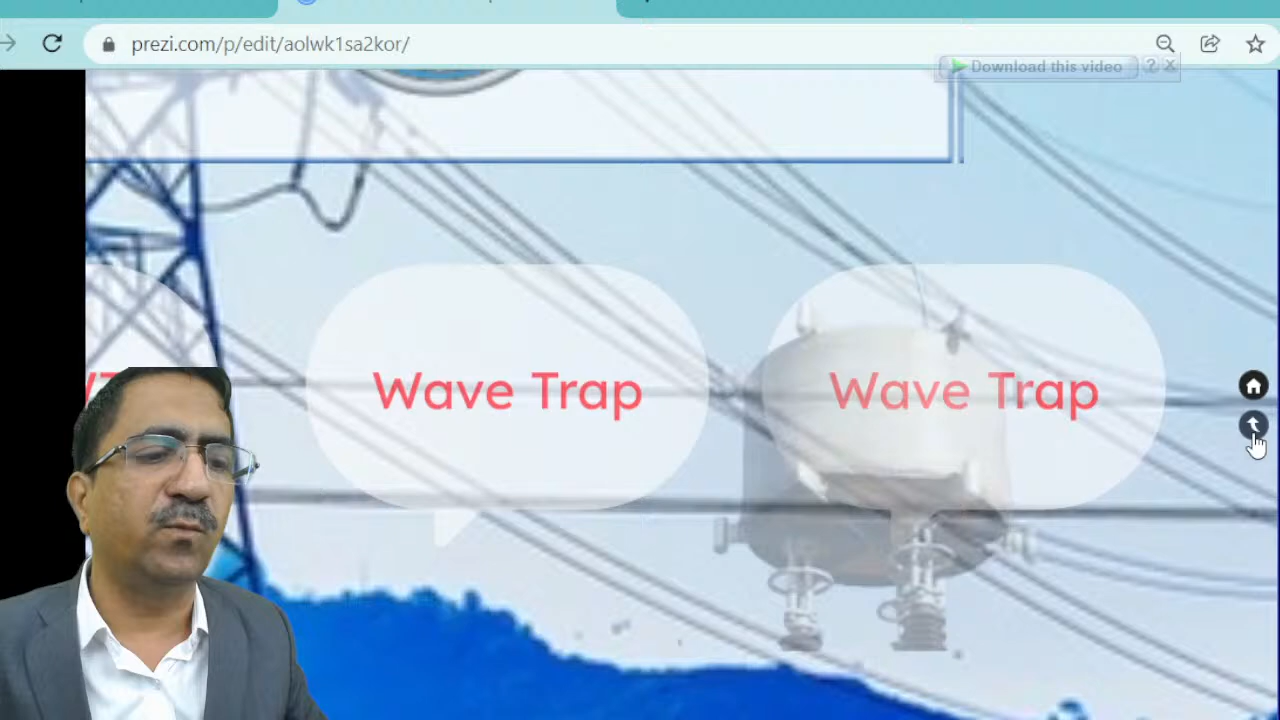 prezi.com/p/edit/aolwk1sa2kor/
Download this video ? X
Wave Trap
Wave Trap